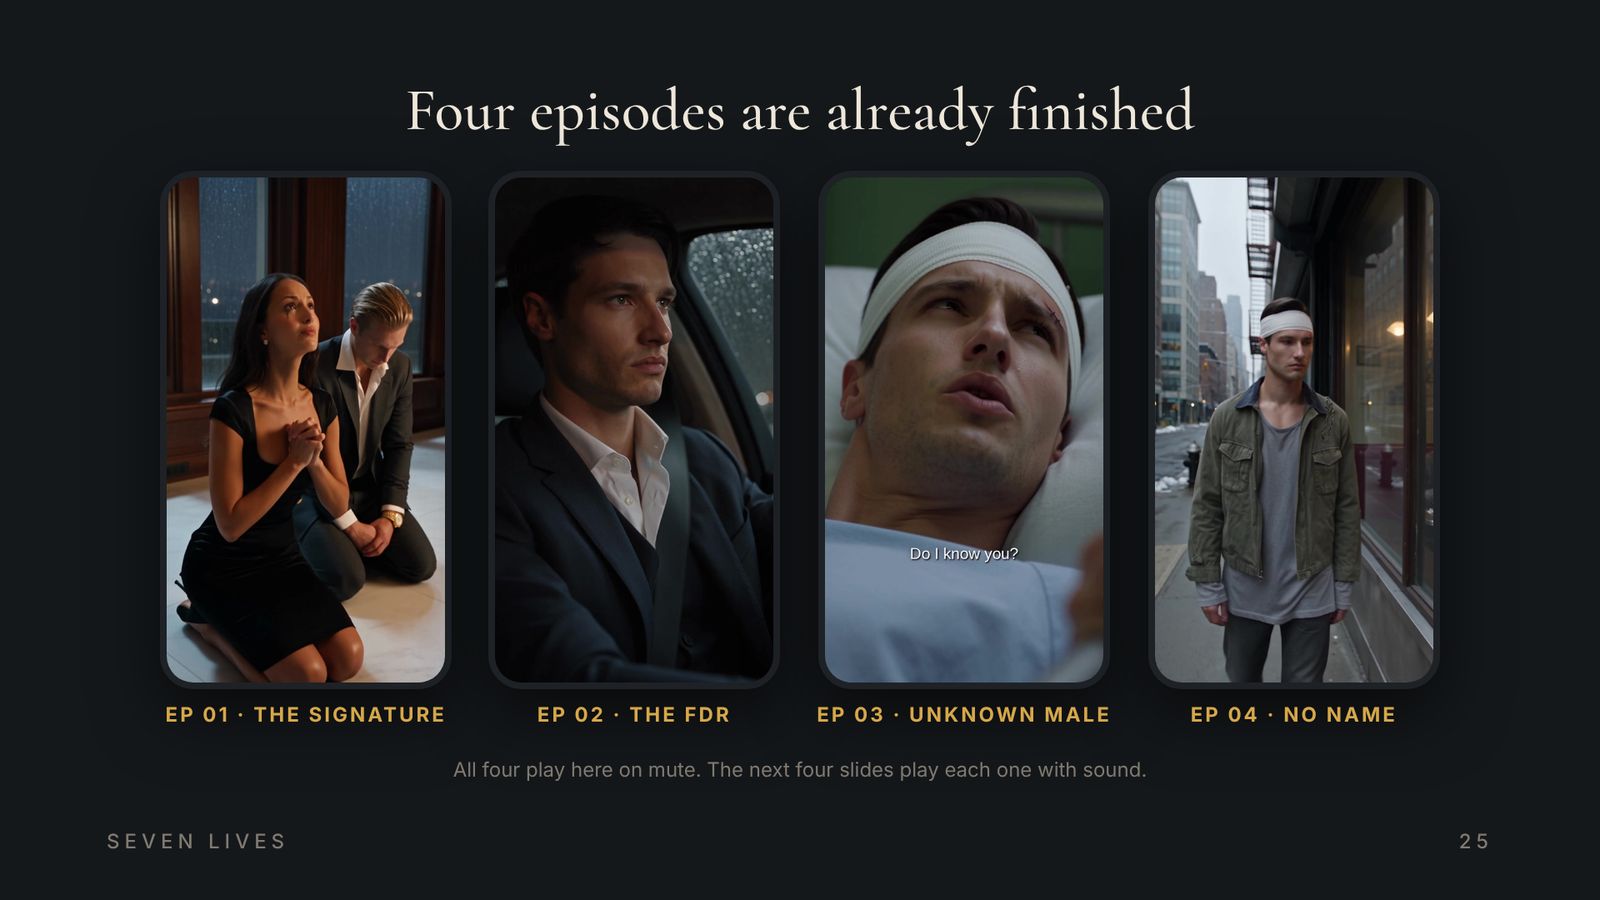 Four episodes are already finished
Do I know you?
EP 01 · THE SIGNATURE
EP 02 · THE FDR
EP 03 · UNKNOWN MALE
EP 04 · NO NAME
All four play here on mute. The next four slides play each one with sound.
SEVEN LIVES
25